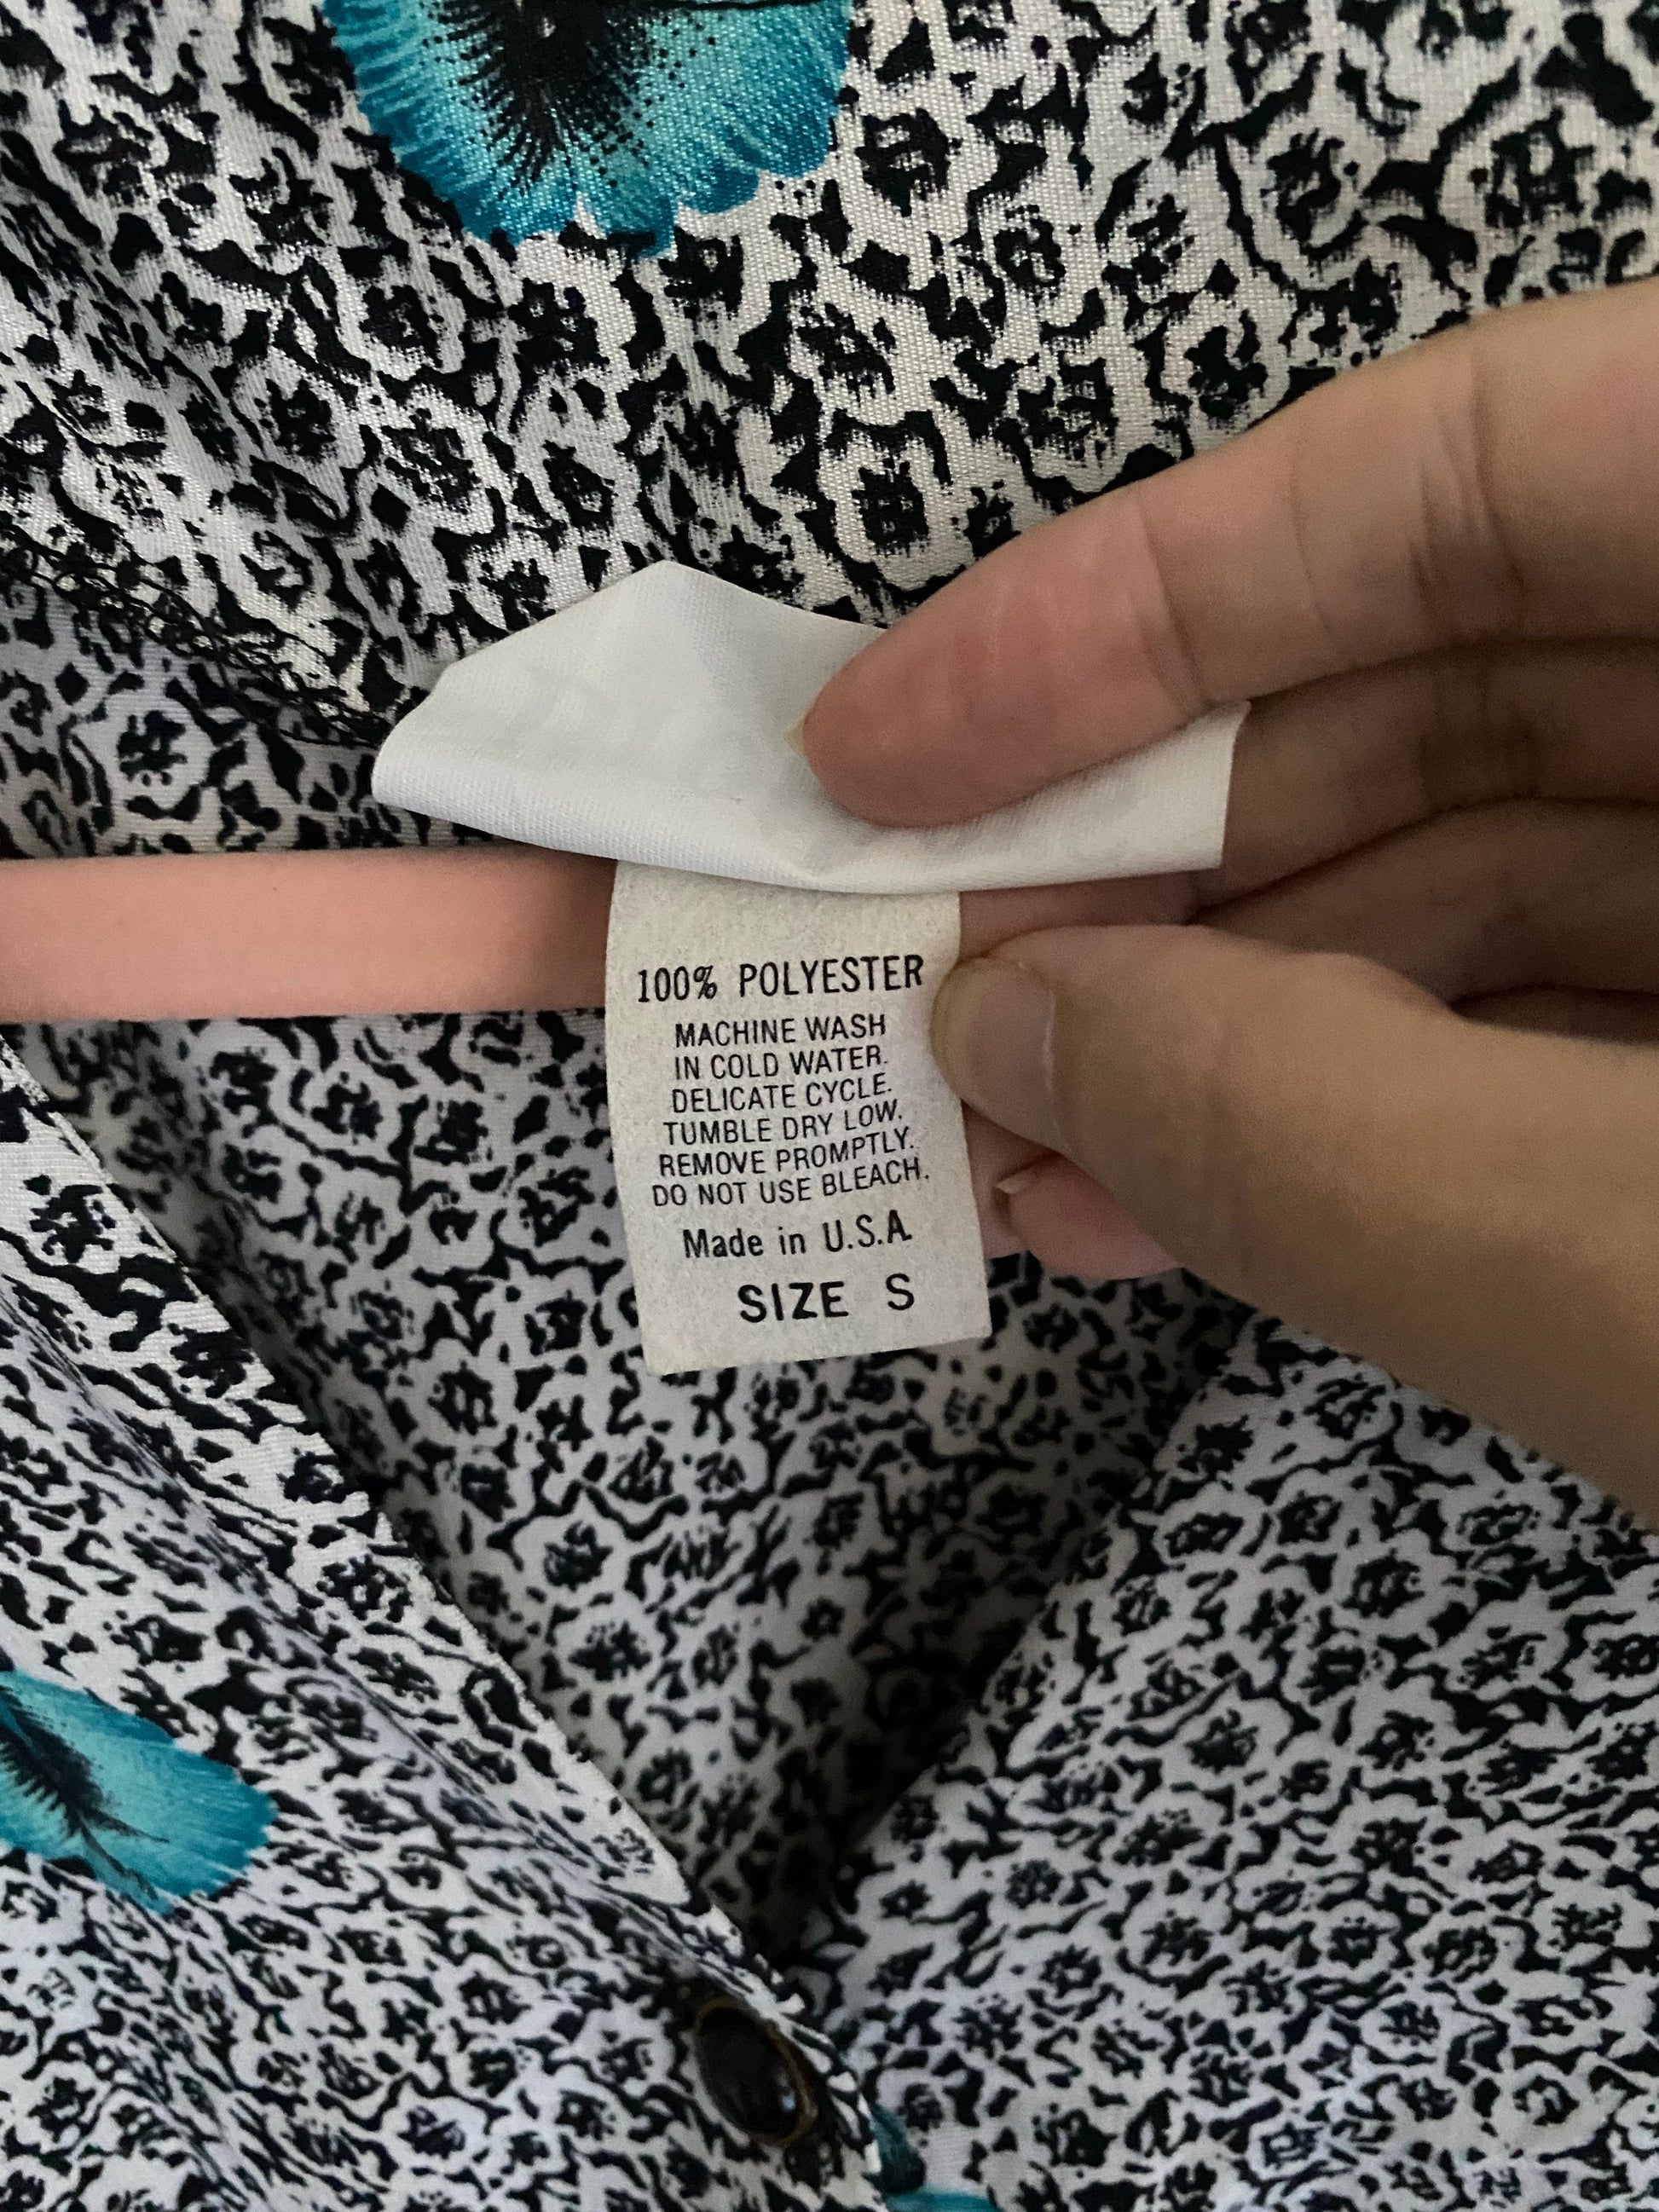 100% POLYESTER
MACHINE WASH
IN COLD WATER.
DELICATE CYCLE.
TUMBLE DRY LOW.
REMOVE PROMPTLY.
DO NOT USE BLEACH.
Made in U.S.A.
SIZE S